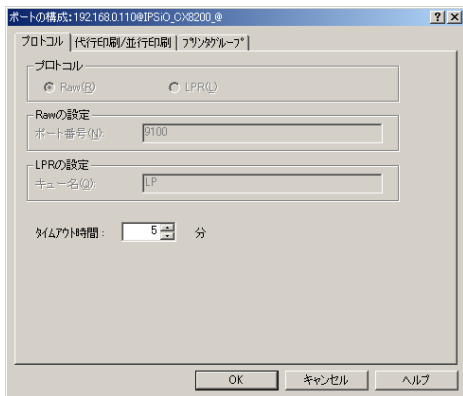 ポートの構成:192.168.0.110@IPSiO_CX8200_@
プロトコル 代行印刷/並行印刷 プリンタグループ
プロトコル
Raw(R) LPR(L)
Rawの設定
ポート番号(N): 9100
LPRの設定
キュー名(Q): LP
タイムアウト時間: 5 分
OK キャンセル ヘルプ